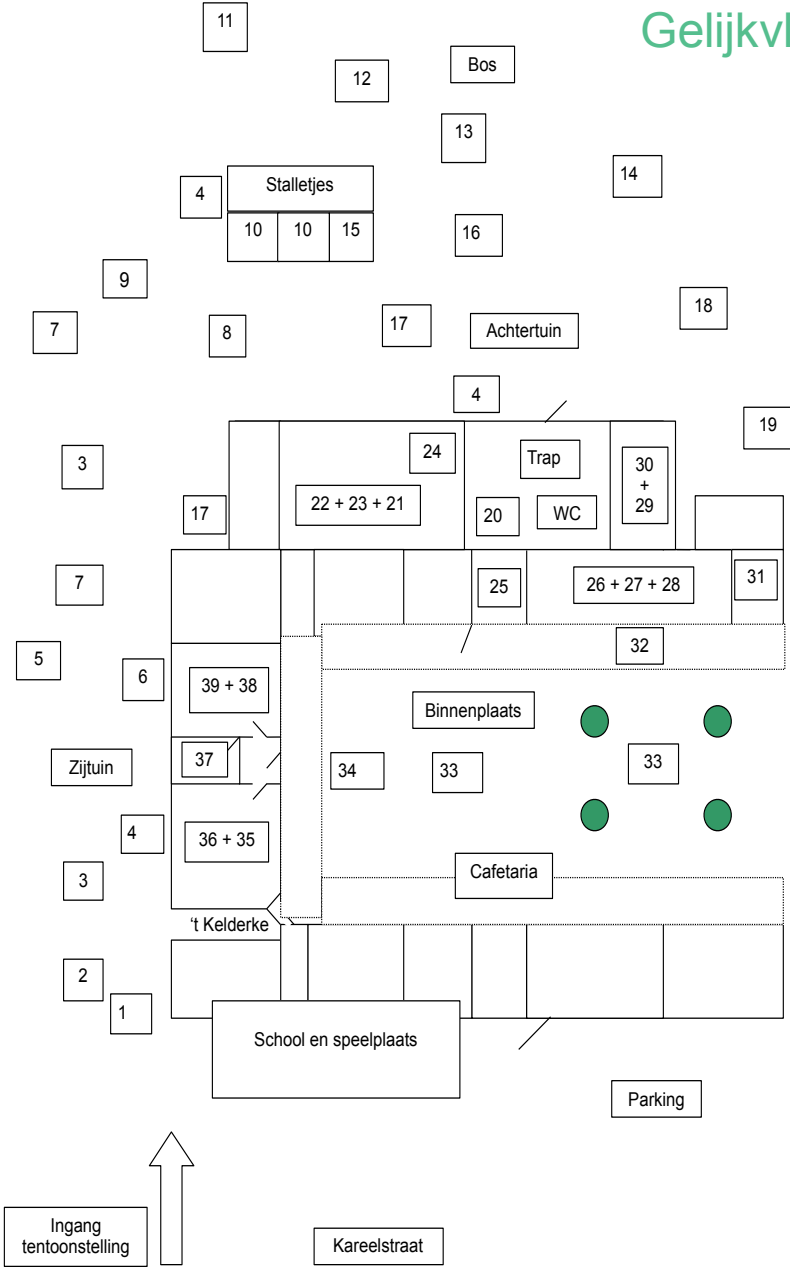 Gelijkvl
11
12
Bos
13
14
4
Stalletjes
10 10 15
16
9
7
8
17
Achtertuin
18
4
19
3
24
Trap
30
+
29
22 + 23 + 21
17
20
WC
7
25
26 + 27 + 28
31
5
6
32
39 + 38
Binnenplaats
Zijtuin
37
34
33
33
4
36 + 35
3
Cafetaria
‘t Kelderke
2
1
School en speelplaats
Parking
Ingang
tentoonstelling
Kareelstraat